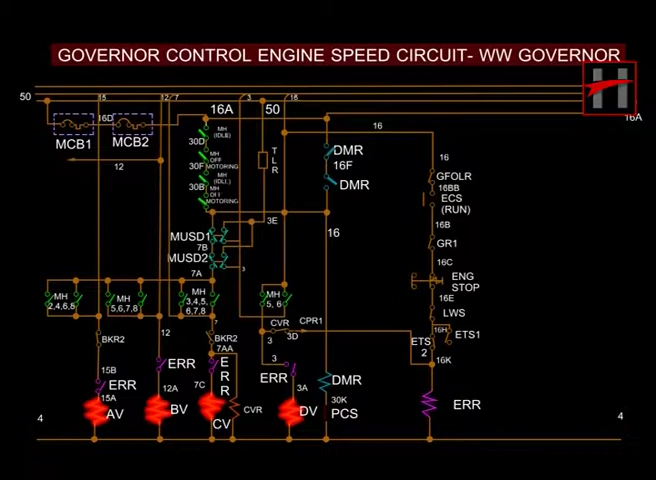 GOVERNOR CONTROL ENGINE SPEED CIRCUIT- WW GOVERNOR
H
50
15
12
7
16A
3
50
16
16A
16D
MCB1
MCB2
12
MH
(IDLE)
30D
MH
OFF
MOTORING
30F
MH
(IDLE)
30B
MH
OFF
MOTORING
TLR
DMR
16F
DMR
16
16
GFOLR
16BB
ECS
(RUN)
16B
GR1
16C
ENG
STOP
16E
LWS
16H
ETS1
ETS
2
16K
3E
16
MUSD1
7B
MUSD2
7A
3
MH
2,4,6,8
MH
5,6,7,8
MH
3,4,5,
6,7,8
MH
5, 6
7
12
BKR2
BKR2
7AA
CVR
CPR1
3
3D
3
15B
ERR
15A
ERR
12A
ERR
7C
ERR
3A
DMR
30K
PCS
ERR
AV
BV
CV
CVR
DV
4
4